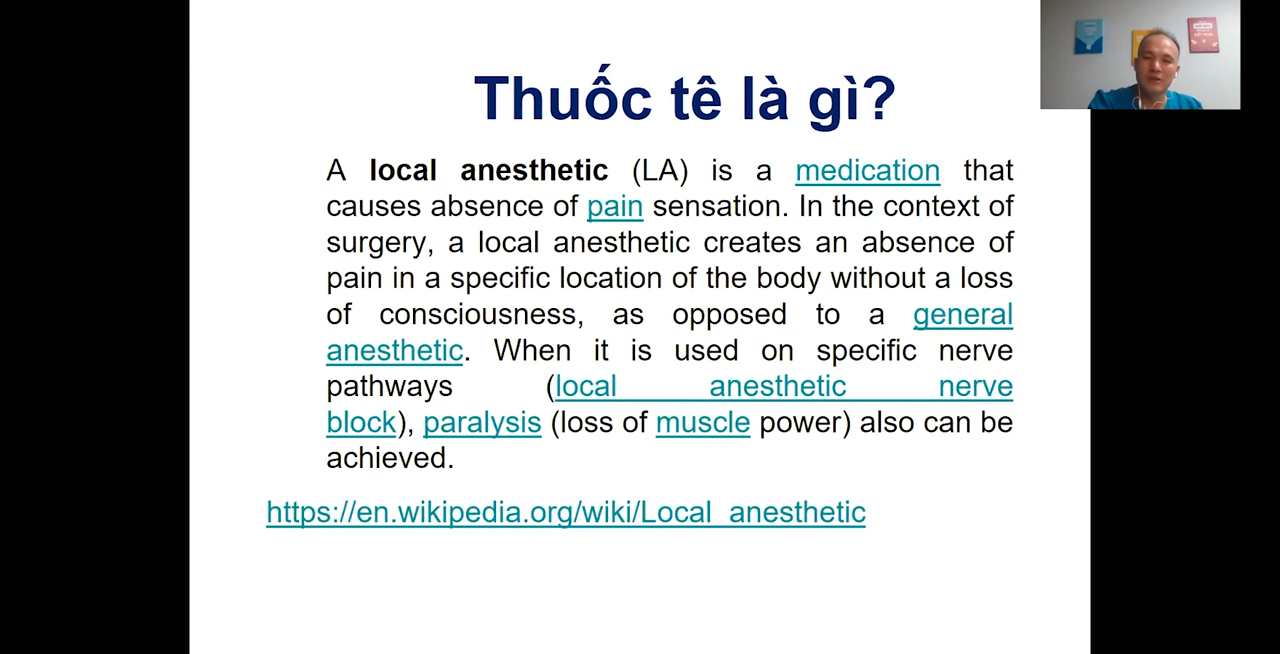 Thuốc tê là gì?
A local anesthetic (LA) is a medication that
causes absence of pain sensation. In the context of
surgery, a local anesthetic creates an absence of
pain in a specific location of the body without a loss
of consciousness, as opposed to a general
anesthetic. When it is used on specific nerve
pathways (local anesthetic nerve
block), paralysis (loss of muscle power) also can be
achieved.
https://en.wikipedia.org/wiki/Local_anesthetic